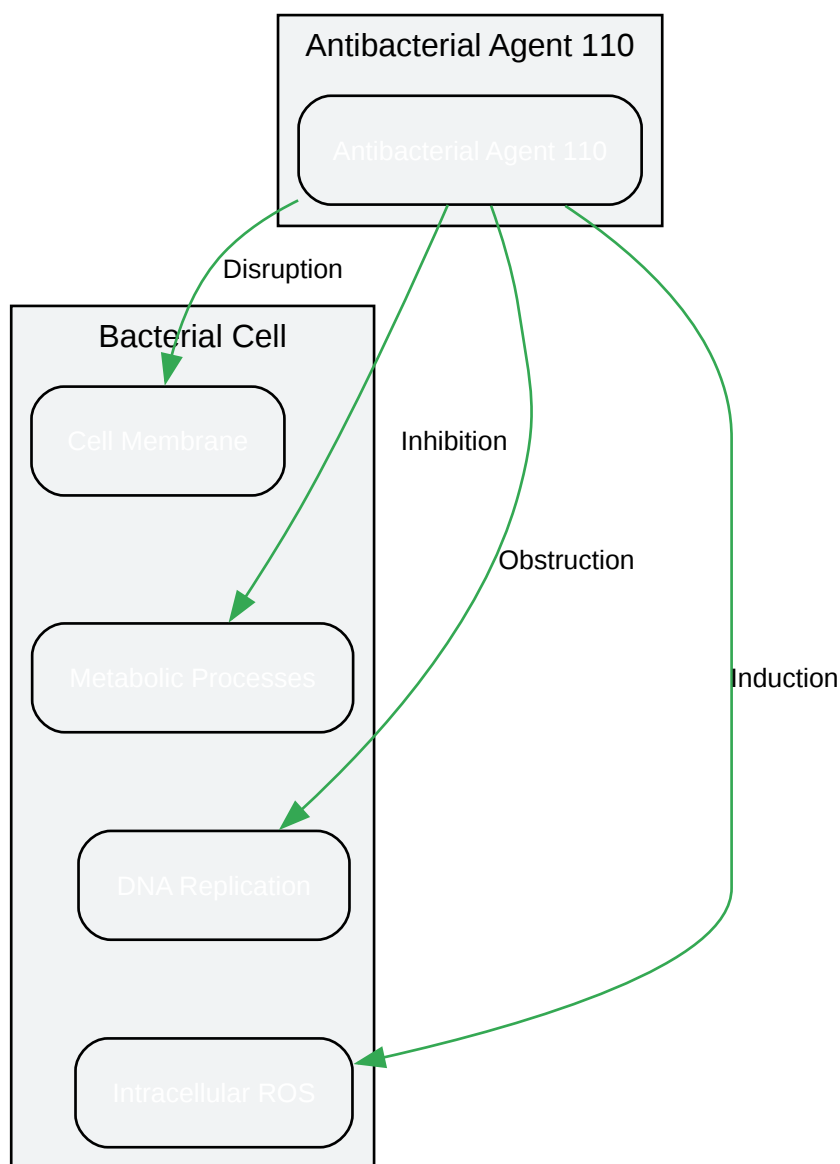 Antibacterial Agent 110
Antibacterial Agent 110
Disruption
Bacterial Cell
Cell Membrane
Inhibition
Obstruction
Metabolic Processes
Induction
DNA Replication
Intracellular ROS